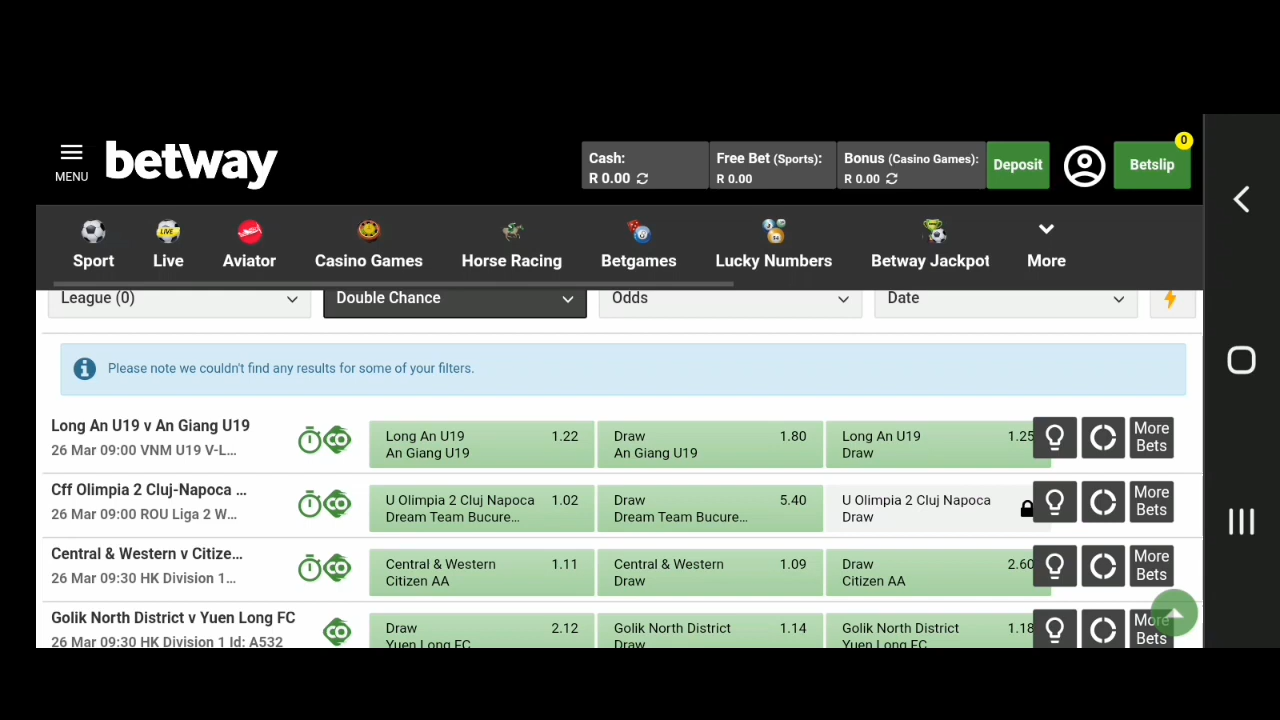 MENU
betway
Cash:
R 0.00
Free Bet (Sports):
R 0.00
Bonus (Casino Games):
R 0.00
Deposit
0
Betslip
Sport
Live
Aviator
Casino Games
Horse Racing
Betgames
Lucky Numbers
Betway Jackpot
More
League (0)
Double Chance
Odds
Date
Please note we couldn't find any results for some of your filters.
Long An U19 v An Giang U19
26 Mar 09:00 VNM U19 V-L...
Long An U19 1.22
An Giang U19
Draw 1.80
An Giang U19
Long An U19 1.25
Draw
More
Bets
Cff Olimpia 2 Cluj-Napoca ...
26 Mar 09:00 ROU Liga 2 W...
U Olimpia 2 Cluj Napoca 1.02
Dream Team Bucure...
Draw 5.40
Dream Team Bucure...
U Olimpia 2 Cluj Napoca
Draw
More
Bets
Central & Western v Citize...
26 Mar 09:30 HK Division 1...
Central & Western 1.11
Citizen AA
Central & Western 1.09
Draw
Draw 2.60
Citizen AA
More
Bets
Golik North District v Yuen Long FC
26 Mar 09:30 HK Division 1 Id: A532
Draw 2.12
Yuen Long FC
Golik North District 1.14
Draw
Golik North District 1.18
Yuen Long FC
More
Bets